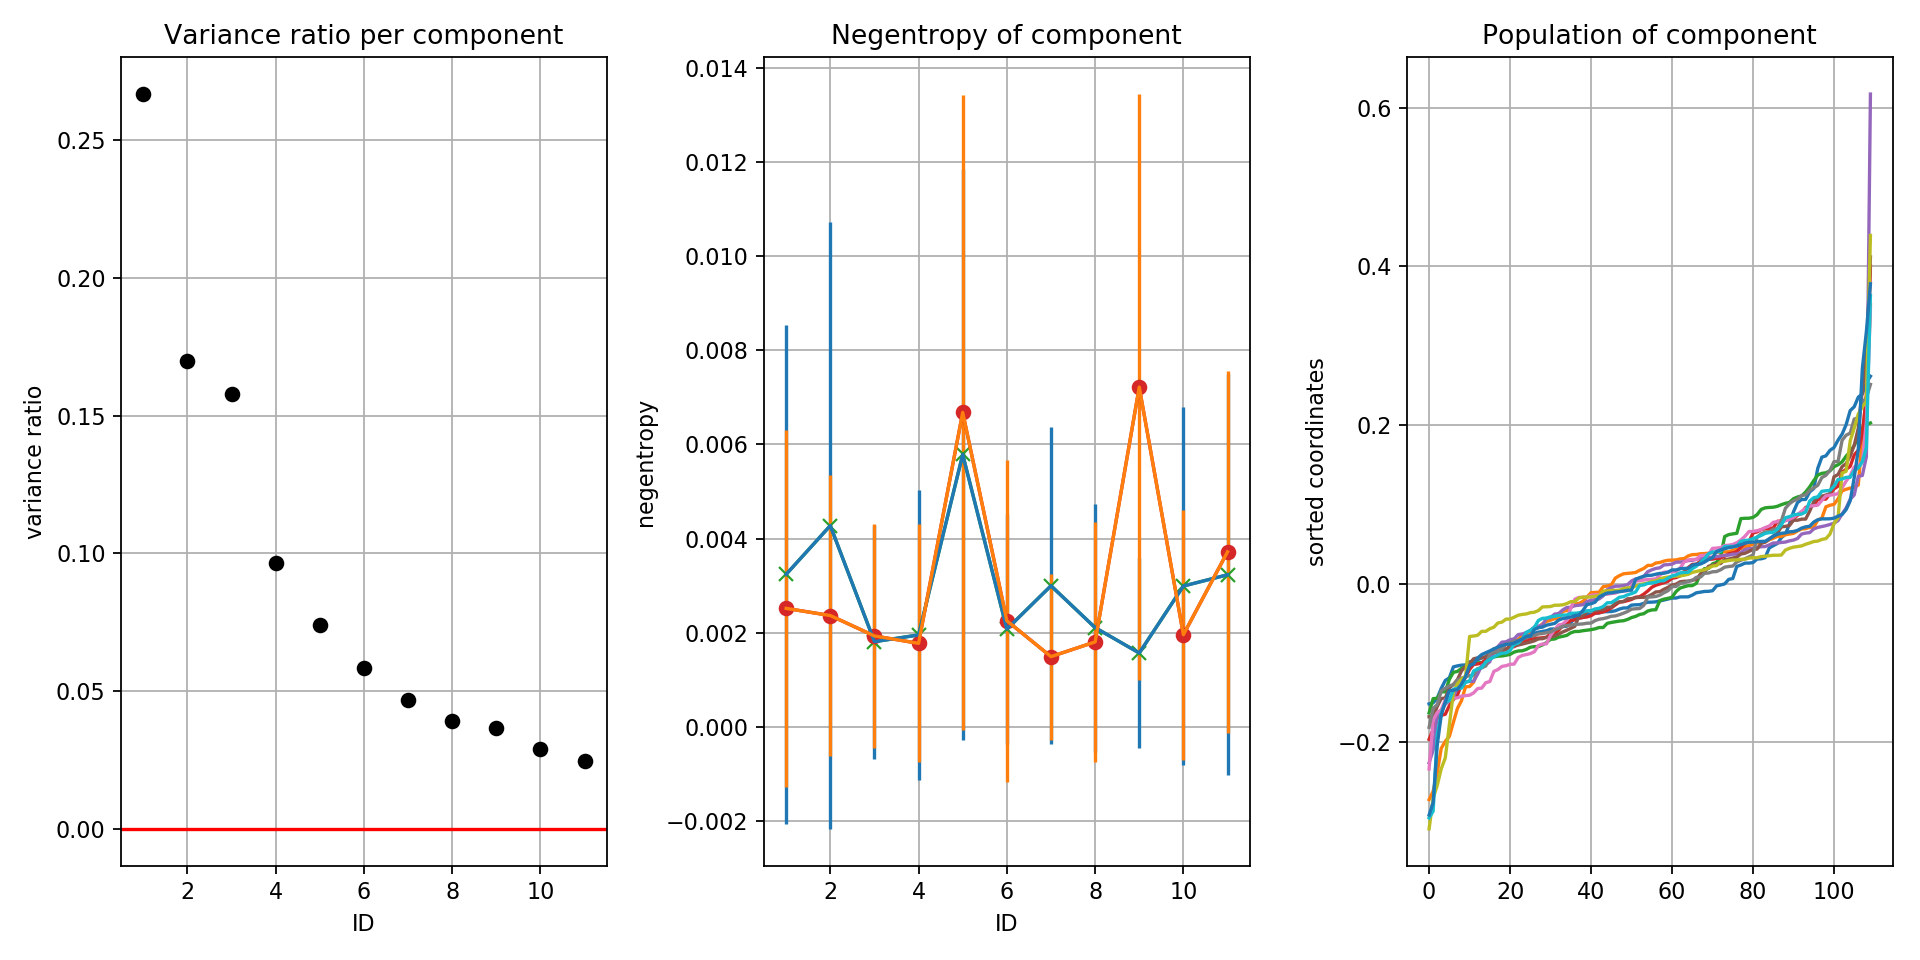 Variance ratio per component
variance ratio
0.25
0.20
0.15
0.10
0.05
0.00
2 4 6 8 10
ID
Negentropy of component
negentropy
0.014
0.012
0.010
0.008
0.006
0.004
0.002
0.000
−0.002
2 4 6 8 10
ID
Population of component
sorted coordinates
0.6
0.4
0.2
0.0
−0.2
0 20 40 60 80 100